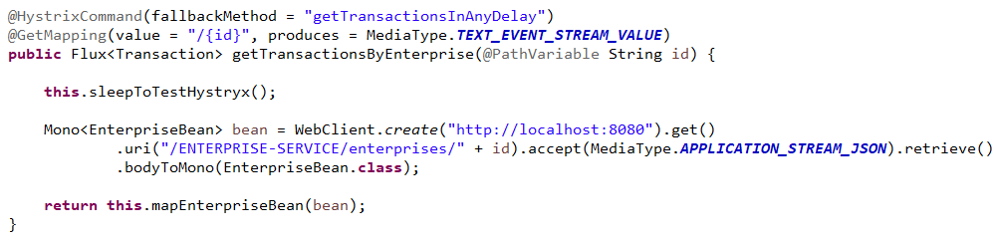 @HystrixCommand(fallbackMethod = "getTransactionsInAnyDelay")
@GetMapping(value = "/{id}", produces = MediaType.TEXT_EVENT_STREAM_VALUE)
public Flux<Transaction> getTransactionsByEnterprise(@PathVariable String id) {
this.sleepToTestHystryx();
Mono<EnterpriseBean> bean = WebClient.create("http://localhost:8080").get()
.uri("/ENTERPRISE-SERVICE/enterprises/" + id).accept(MediaType.APPLICATION_STREAM_JSON).retrieve()
.bodyToMono(EnterpriseBean.class);
return this.mapEnterpriseBean(bean);
}